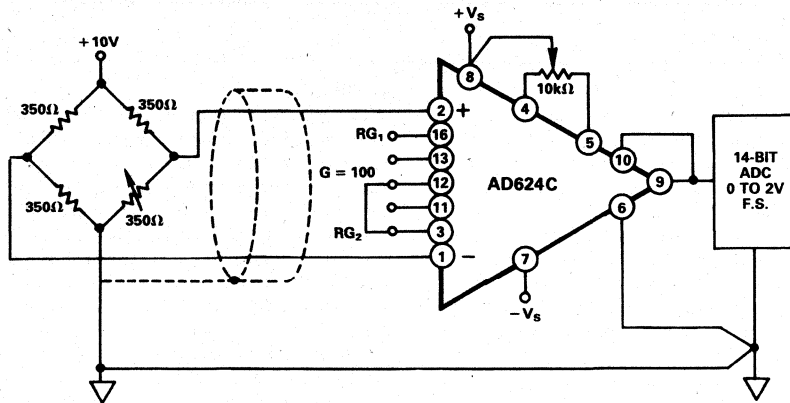 +10V
350Ω
350Ω
350Ω
350Ω
+Vs
8
10kΩ
4
5
10
9
6
7
−Vs
2
+
RG1
16
13
G = 100
12
11
RG2
3
1
−
AD624C
14-BIT
ADC
0 TO 2V
F.S.